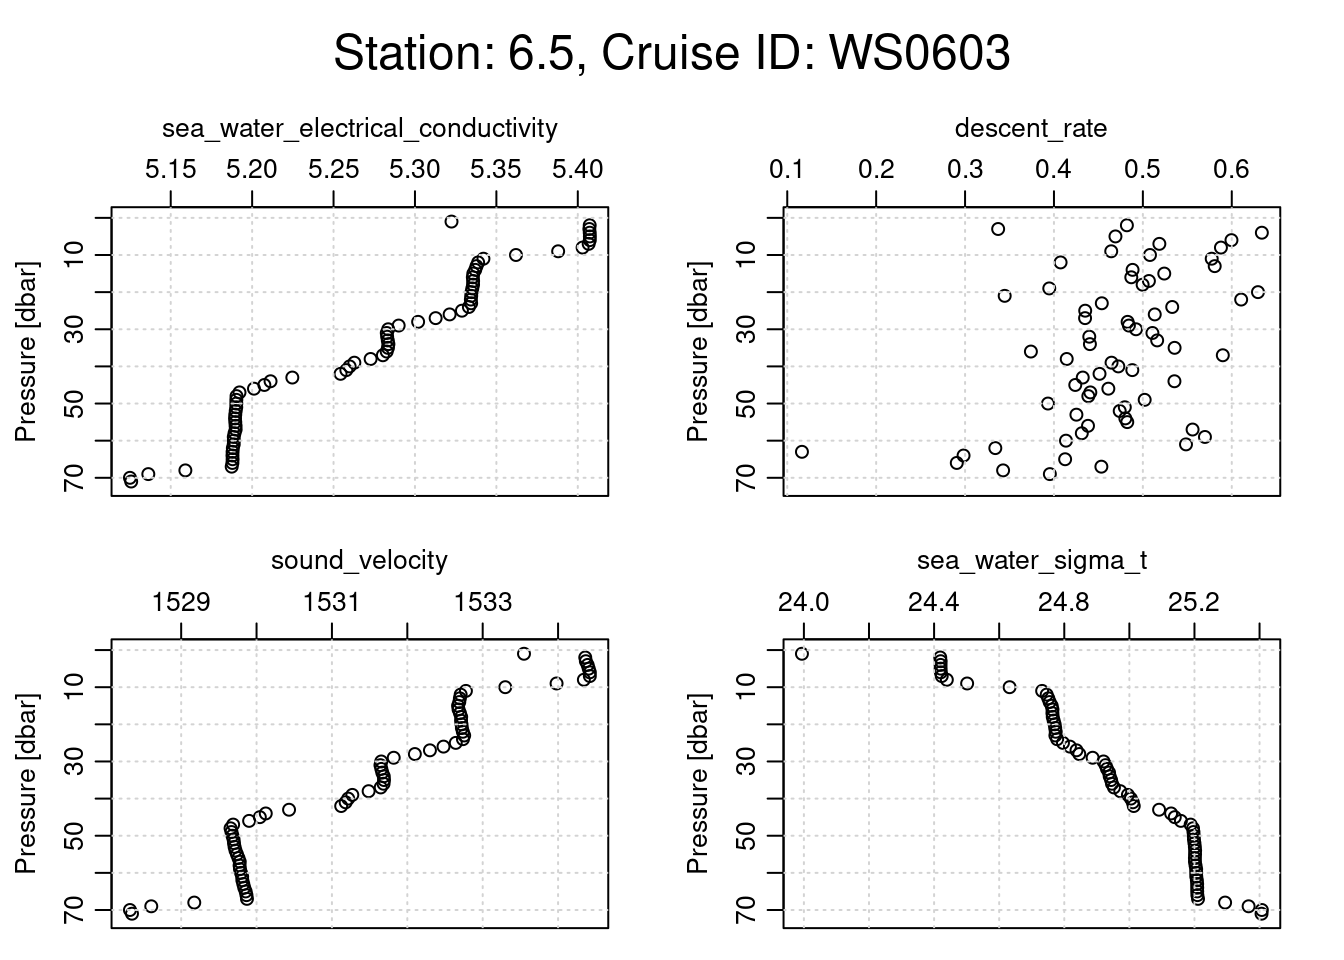 Station: 6.5, Cruise ID: WS0603
sea_water_electrical_conductivity
5.15 5.20 5.25 5.30 5.35 5.40
Pressure [dbar]
10
30
50
70
descent_rate
0.1 0.2 0.3 0.4 0.5 0.6
Pressure [dbar]
10
30
50
70
sound_velocity
1529 1531 1533
Pressure [dbar]
10
30
50
70
sea_water_sigma_t
24.0 24.4 24.8 25.2
Pressure [dbar]
10
30
50
70